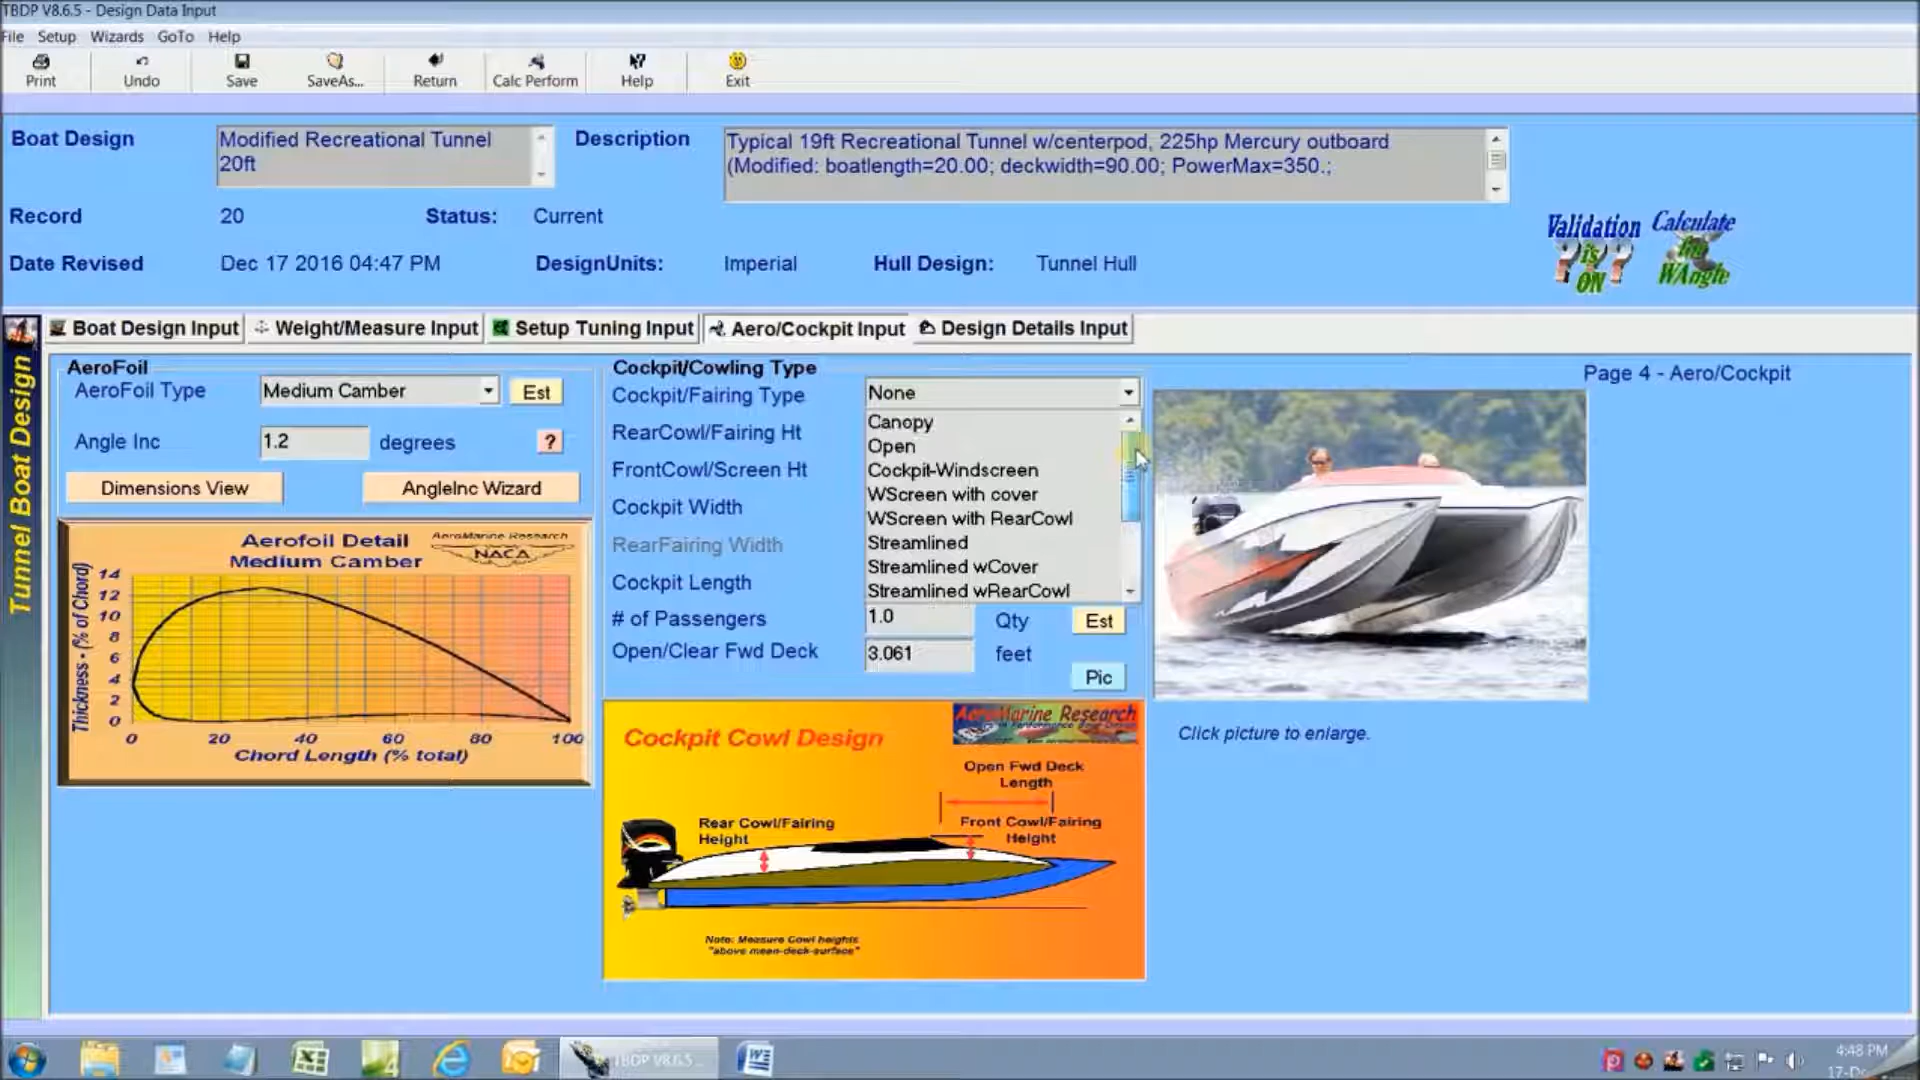 TBDP V8.6.5 - Design Data Input
File Setup Wizards GoTo Help
Print Undo Save SaveAs... Return Calc Perform Help Exit
Boat Design
Modified Recreational Tunnel
20ft
Description
Typical 19ft Recreational Tunnel w/centerpod, 225hp Mercury outboard
(Modified: boatlength=20.00; deckwidth=90.00; PowerMax=350.;
Record 20 Status: Current
Date Revised Dec 17 2016 04:47 PM DesignUnits: Imperial Hull Design: Tunnel Hull
Validation
is
ON
Calculate
WAngle
Boat Design Input Weight/Measure Input Setup Tuning Input Aero/Cockpit Input Design Details Input
Tunnel Boat Design
AeroFoil
AeroFoil Type Medium Camber Est
Angle Inc 1.2 degrees ?
Dimensions View AngleInc Wizard
Aerofoil Detail
Medium Camber
AeroMarine Research
NACA
Thickness - (% of Chord)
14
12
10
8
6
4
2
0
0 20 40 60 80 100
Chord Length (% total)
Cockpit/Cowling Type
Cockpit/Fairing Type None
RearCowl/Fairing Ht
FrontCowl/Screen Ht
Cockpit Width
RearFairing Width
Cockpit Length
Canopy
Open
Cockpit-Windscreen
WScreen with cover
WScreen with RearCowl
Streamlined
Streamlined wCover
Streamlined wRearCowl
# of Passengers 1.0 Qty Est
Open/Clear Fwd Deck 3.061 feet
Pic
Page 4 - Aero/Cockpit
Click picture to enlarge.
Cockpit Cowl Design
AeroMarine Research
Open Fwd Deck
Length
Rear Cowl/Fairing
Height
Front Cowl/Fairing
Height
Note: Measure Cowl heights
"above mean-deck-surface"
TBDP V8.6.5...
4:48 PM